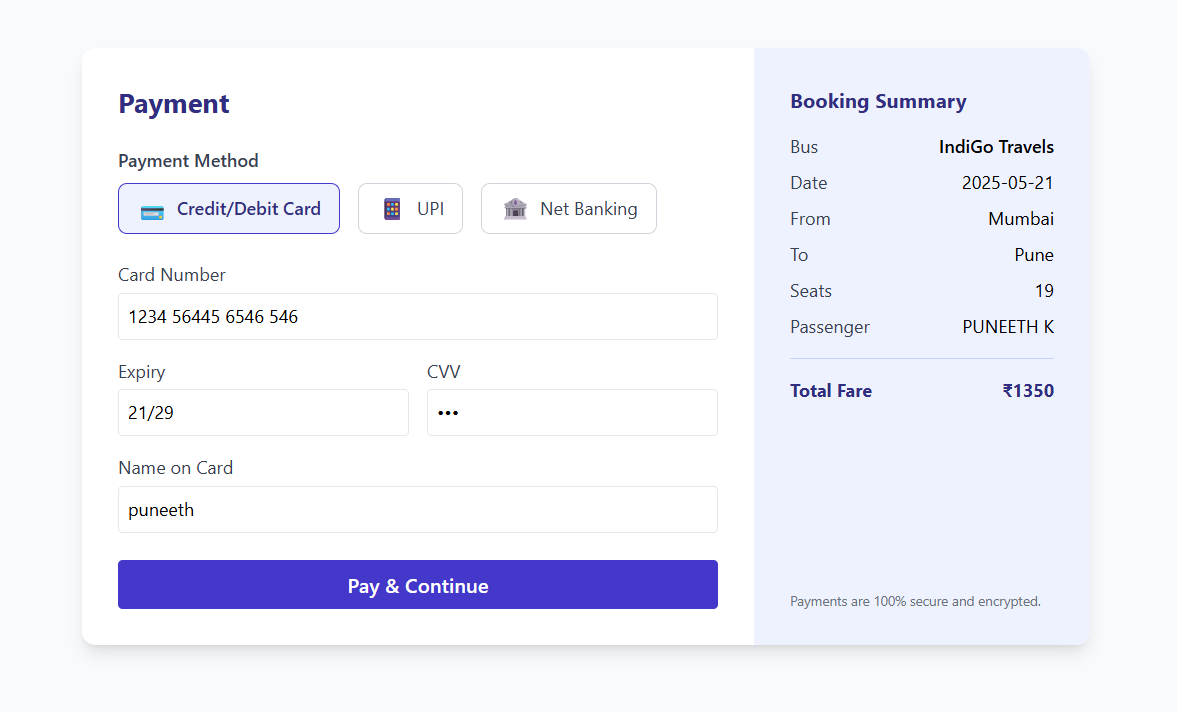 Payment
Payment Method
Credit/Debit Card
UPI
Net Banking
Card Number
1234 56445 6546 546
Expiry
CVV
21/29
•••
Name on Card
puneeth
Pay & Continue
Booking Summary
Bus IndiGo Travels
Date 2025-05-21
From Mumbai
To Pune
Seats 19
Passenger PUNEETH K
Total Fare ₹1350
Payments are 100% secure and encrypted.